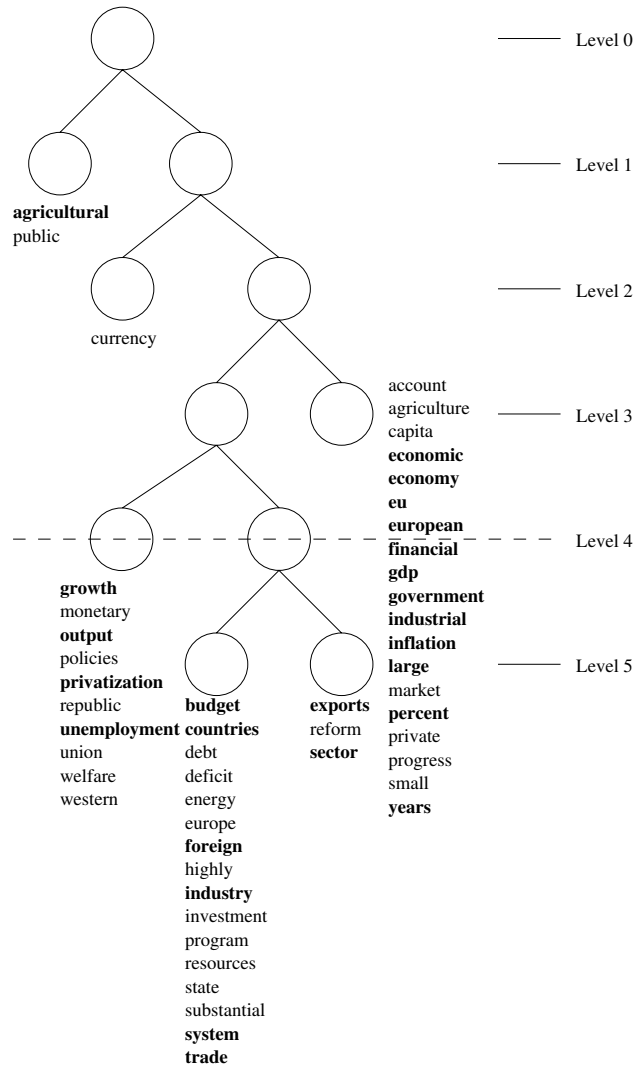 Level 0
Level 1
agricultural
public
Level 2
currency
Level 3
account
agriculture
capita
economic
economy
eu
european
financial
gdp
government
industrial
inflation
large
market
percent
private
progress
small
years
Level 4
growth
monetary
output
policies
privatization
republic
unemployment
union
welfare
western
Level 5
budget
countries
debt
deficit
energy
europe
foreign
highly
industry
investment
program
resources
state
substantial
system
trade
exports
reform
sector